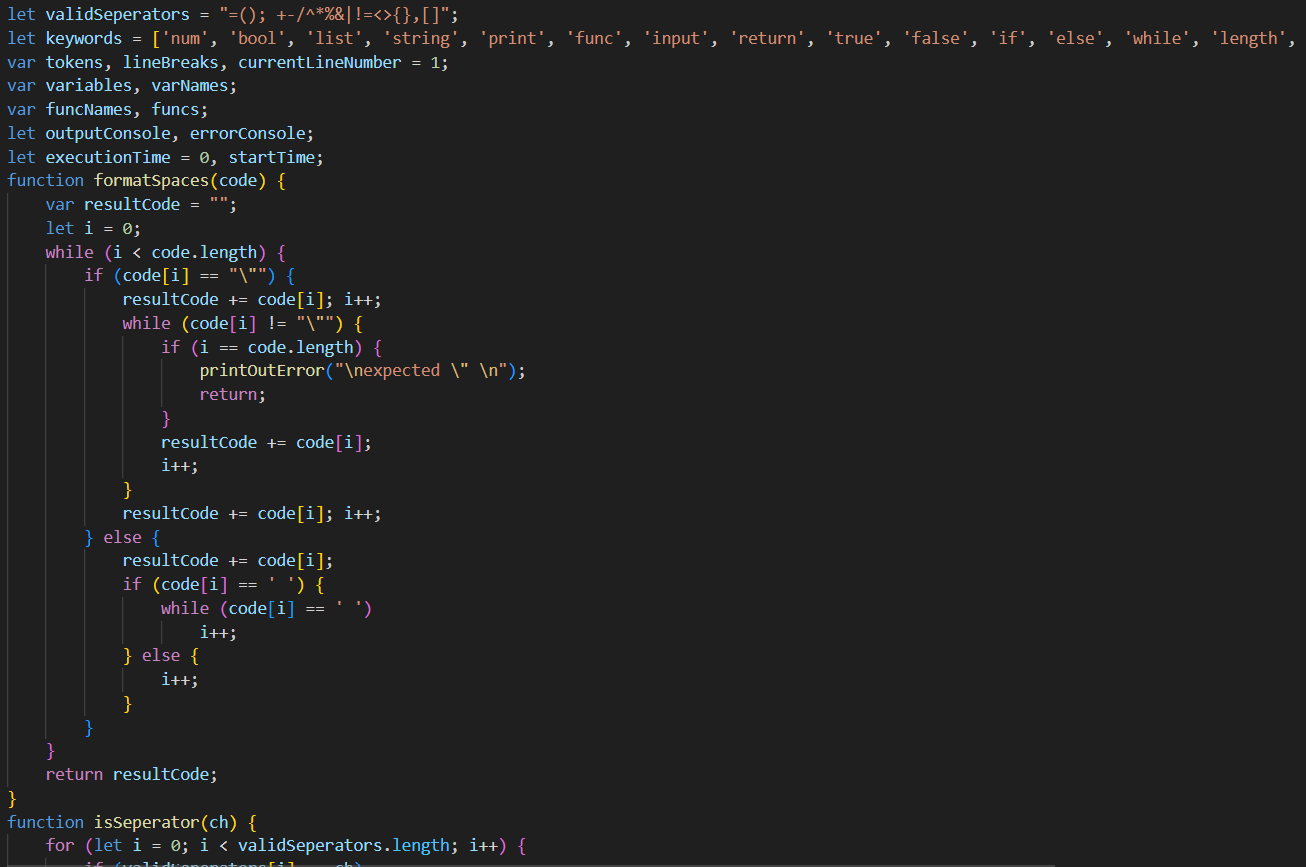 let validSeperators = "=(); +-/^*%&|!=<>{},[]";
let keywords = ['num', 'bool', 'list', 'string', 'print', 'func', 'input', 'return', 'true', 'false', 'if', 'else', 'while', 'length',
var tokens, lineBreaks, currentLineNumber = 1;
var variables, varNames;
var funcNames, funcs;
let outputConsole, errorConsole;
let executionTime = 0, startTime;
function formatSpaces(code) {
    var resultCode = "";
    let i = 0;
    while (i < code.length) {
        if (code[i] == "\"") {
            resultCode += code[i]; i++;
            while (code[i] != "\"") {
                if (i == code.length) {
                    printOutError("\nexpected \" \n");
                    return;
                }
                resultCode += code[i];
                i++;
            }
            resultCode += code[i]; i++;
        } else {
            resultCode += code[i];
            if (code[i] == ' ') {
                while (code[i] == ' ')
                    i++;
            } else {
                i++;
            }
        }
    }
    return resultCode;
}
function isSeperator(ch) {
    for (let i = 0; i < validSeperators.length; i++) {